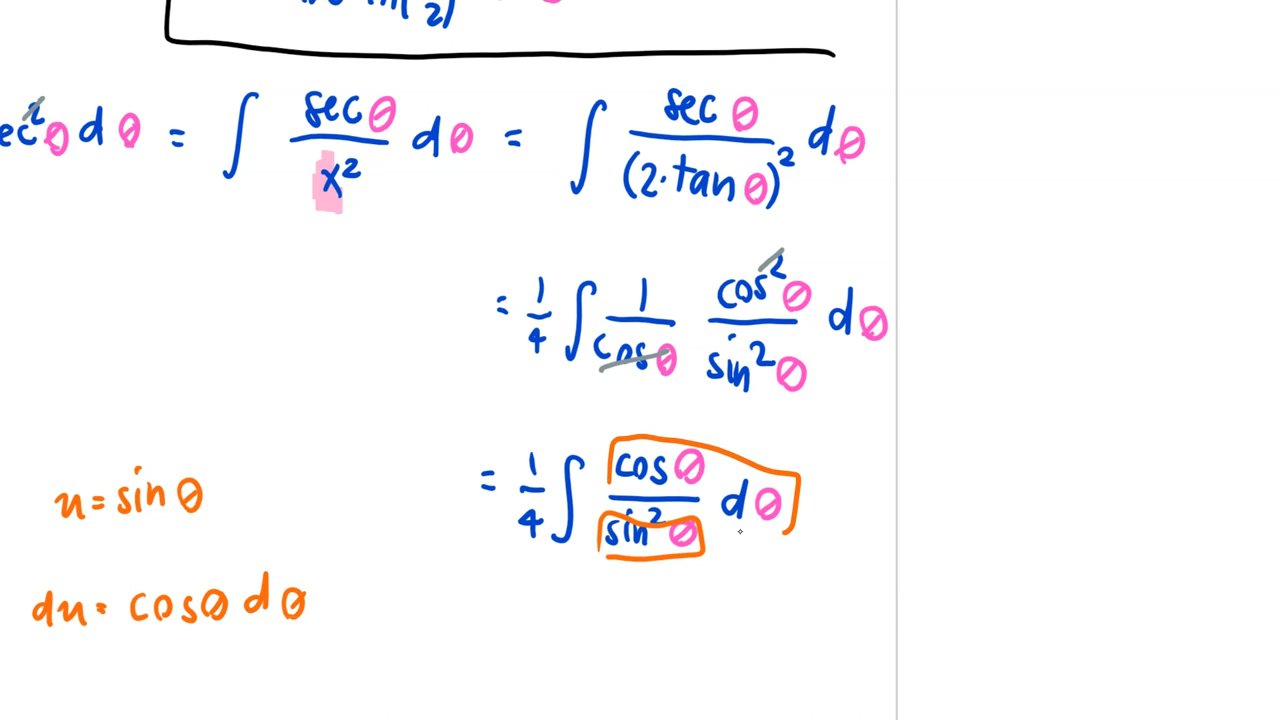 sec²θ dθ = ∫ secθ/x² dθ = ∫ secθ/(2·tanθ)² dθ
= 1/4 ∫ 1/cosθ cos²θ/sin²θ dθ
= 1/4 ∫ cosθ/sin²θ dθ
u = sinθ
du = cosθ dθ